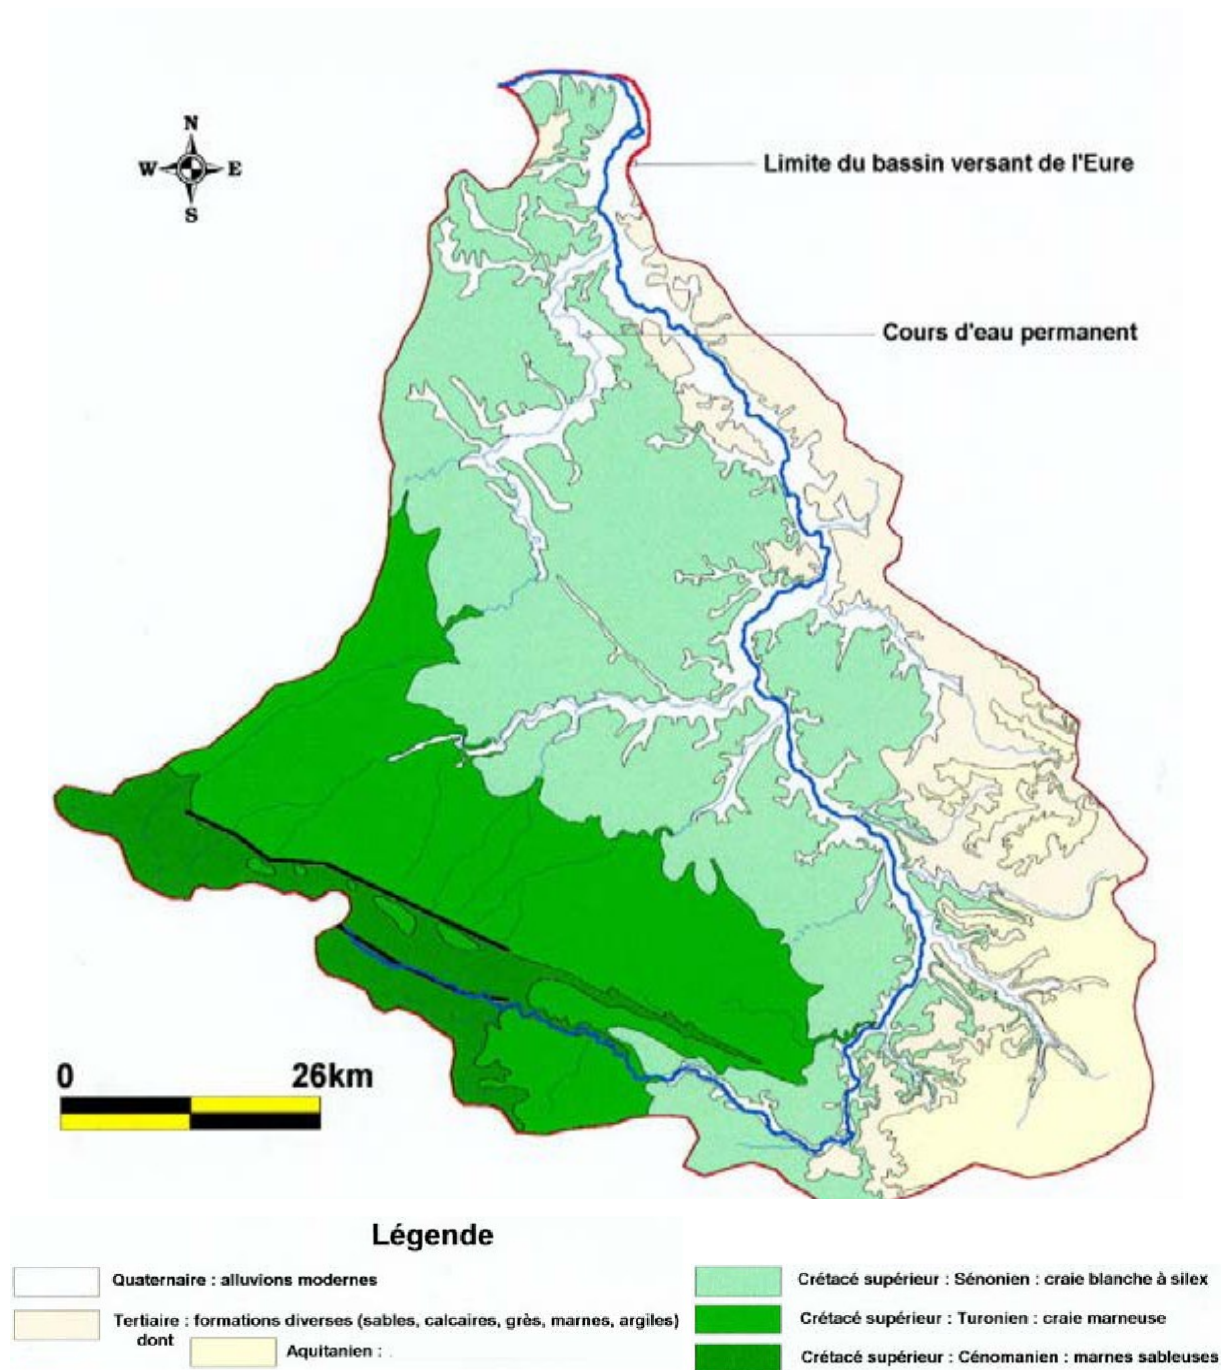 N
W E
S
Limite du bassin versant de l'Eure
Cours d'eau permanent
0 26km
Légende
Quaternaire : alluvions modernes
Tertiaire : formations diverses (sables, calcaires, grès, marnes, argiles)
dont
Aquitanien :
Crétacé supérieur : Sénonien : craie blanche à silex
Crétacé supérieur : Turonien : craie marneuse
Crétacé supérieur : Cénomanien : marnes sableuses